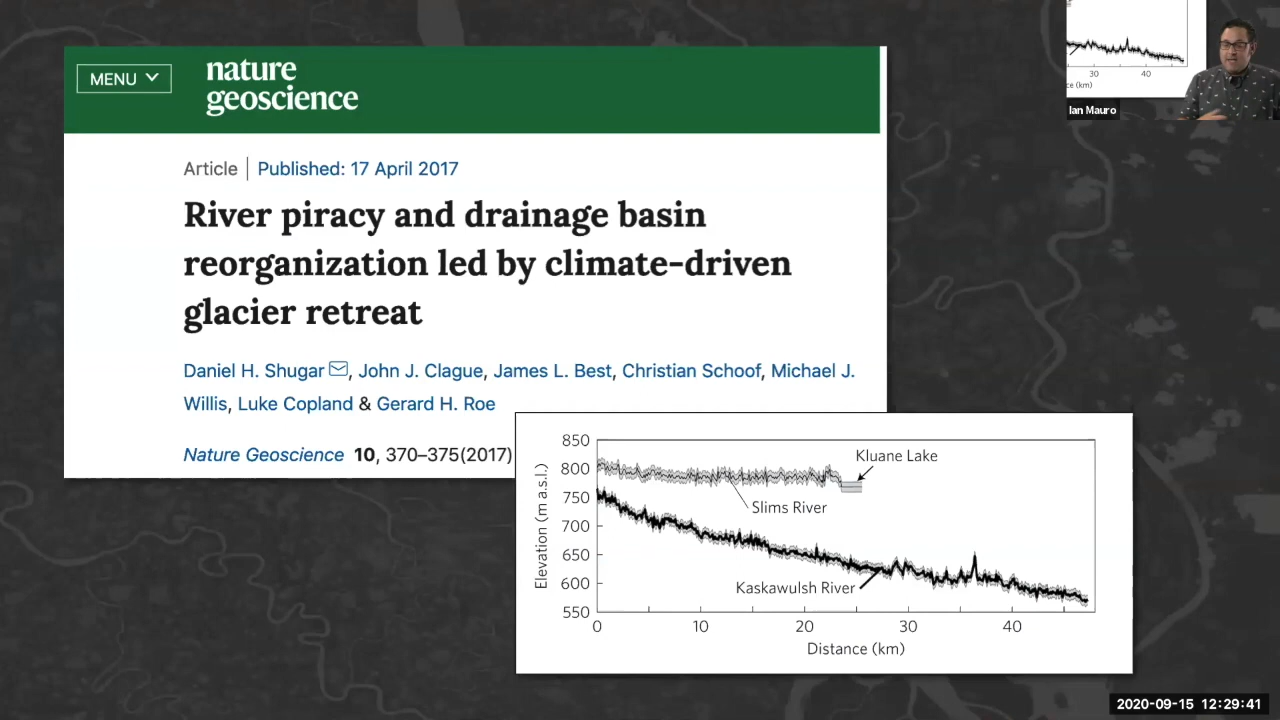 MENU
nature
geoscience
Article | Published: 17 April 2017
River piracy and drainage basin
reorganization led by climate-driven
glacier retreat
Daniel H. Shugar, John J. Clague, James L. Best, Christian Schoof, Michael J.
Willis, Luke Copland & Gerard H. Roe
Nature Geoscience 10, 370–375(2017)
850
800
750
700
650
600
550
Elevation (m a.s.l.)
Kluane Lake
Slims River
Kaskawulsh River
0 10 20 30 40
Distance (km)
30 40
ce (km)
Ian Mauro
2020-09-15 12:29:41